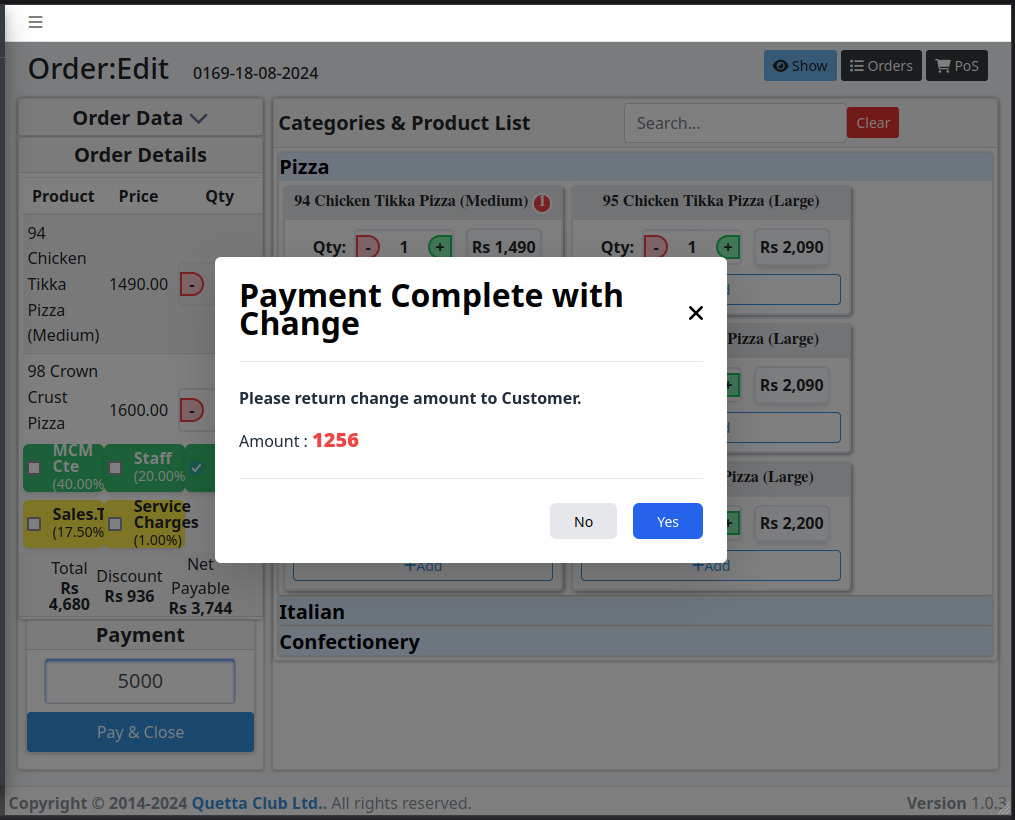 Order:Edit 0169-18-08-2024
Show Orders PoS
Order Data
Order Details
Product Price Qty
94
Chicken
Tikka
Pizza
(Medium)
1490.00 -
98 Crown
Crust
Pizza
1600.00 -
MCM
Cte
(40.00%
Staff
(20.00%
Sales.T
(17.50%
Service
Charges
(1.00%)
Total
Rs
4,680
Discount
Rs 936
Net
Payable
Rs 3,744
Payment
5000
Pay & Close
Categories & Product List
Search...
Clear
Pizza
94 Chicken Tikka Pizza (Medium) 1
Qty: - 1 + Rs 1,490
95 Chicken Tikka Pizza (Large)
Qty: - 1 + Rs 2,090
d
Pizza (Large)
+ Rs 2,090
d
Pizza (Large)
+ Rs 2,200
+Add
+Add
Italian
Confectionery
Payment Complete with
Change
Please return change amount to Customer.
Amount : 1256
No
Yes
Copyright © 2014-2024 Quetta Club Ltd.. All rights reserved.
Version 1.0.3